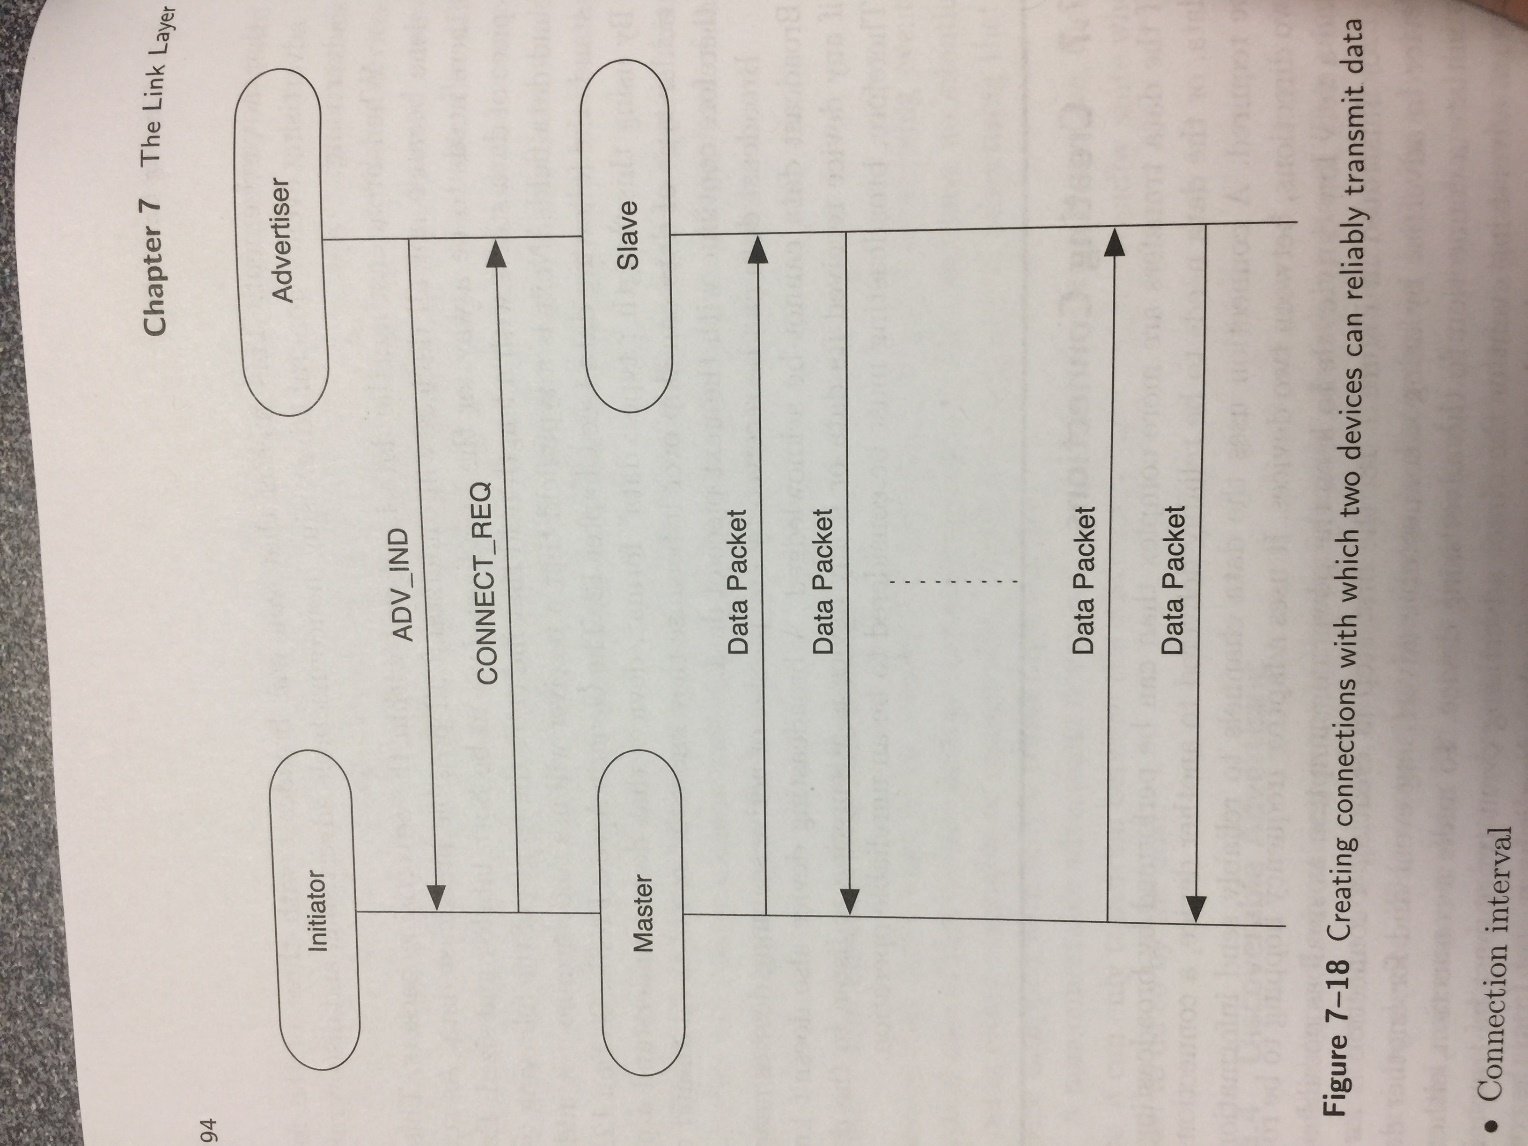 94
Chapter 7 The Link Layer
Initiator
Advertiser
ADV_IND
CONNECT_REQ
Master
Slave
Data Packet
Data Packet
Data Packet
Data Packet
Figure 7–18 Creating connections with which two devices can reliably transmit data
• Connection interval